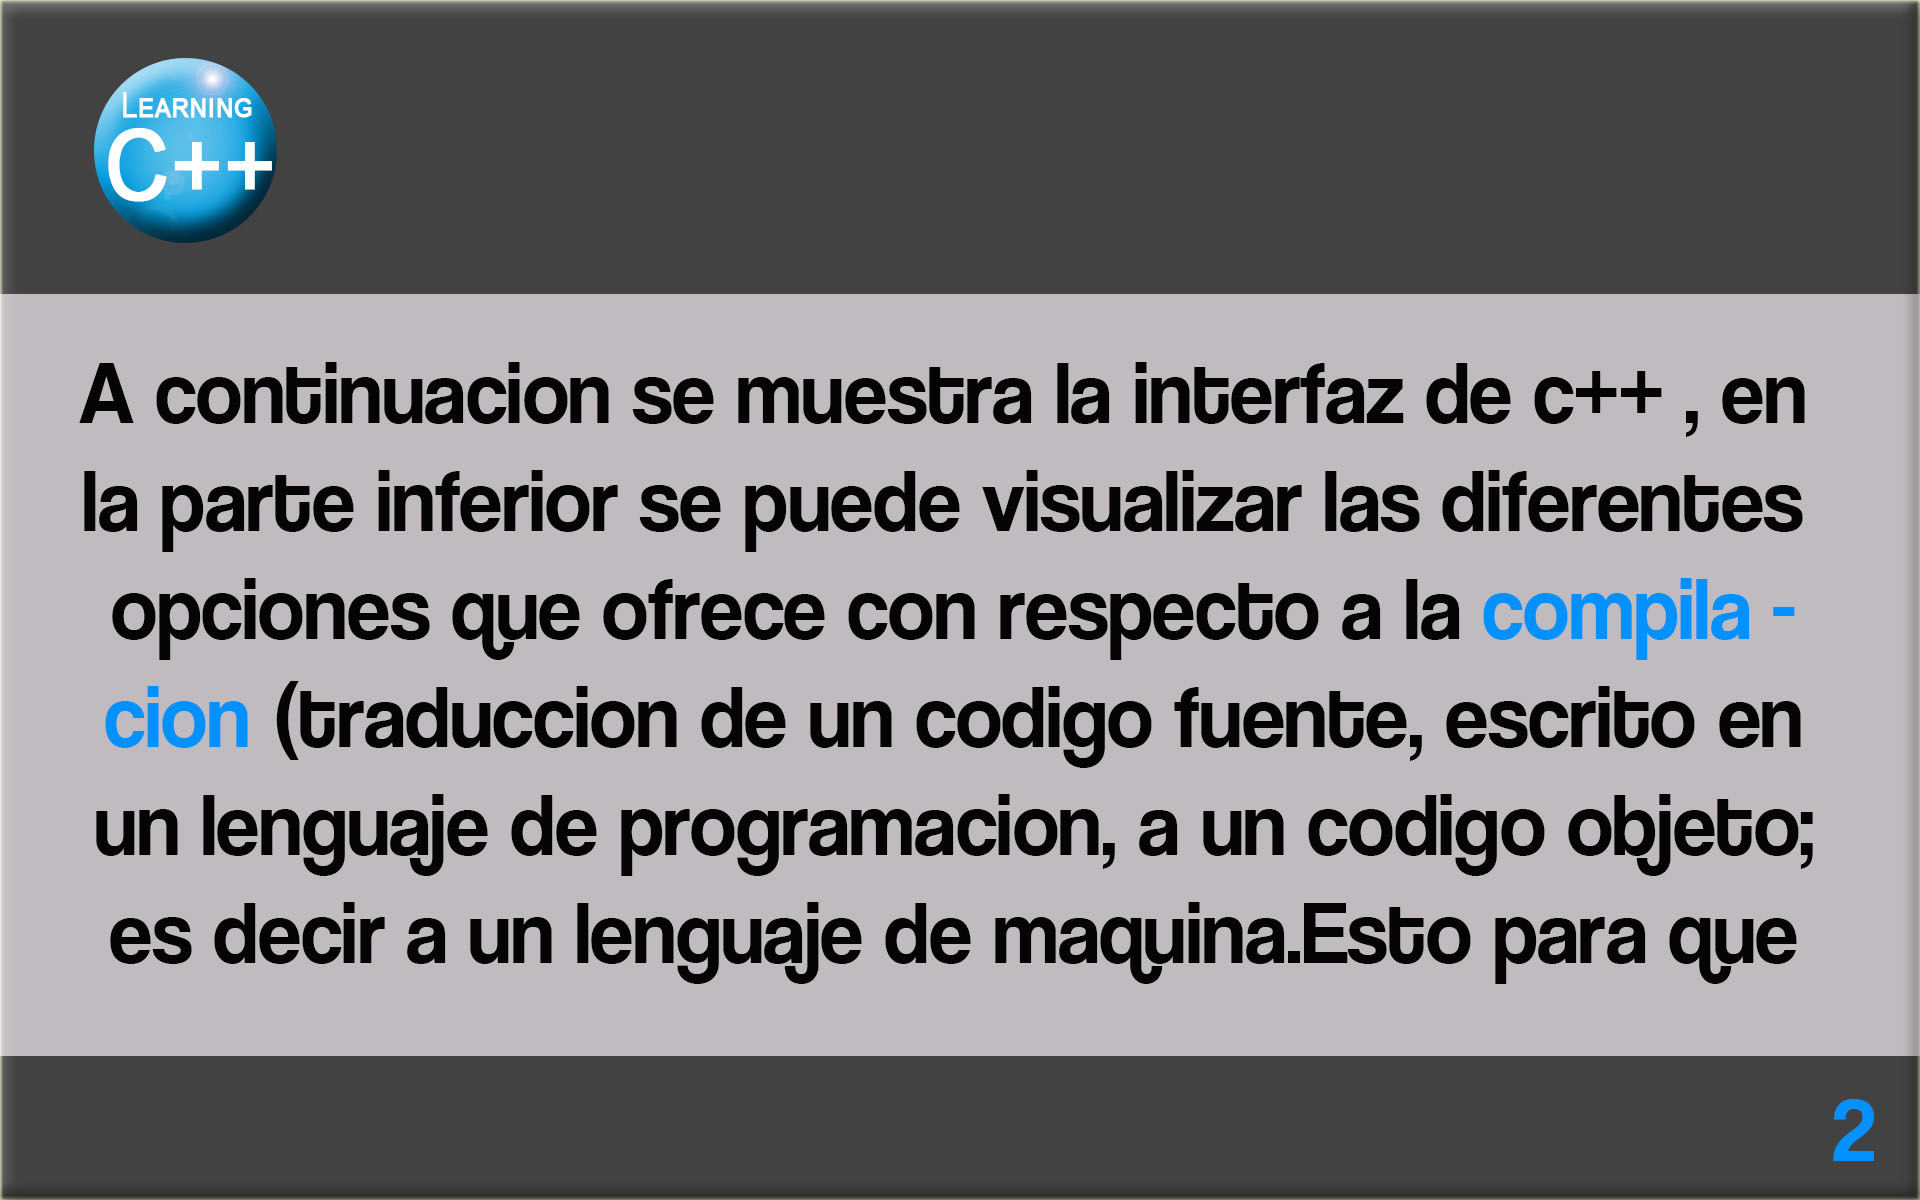 LEARNING
C++
A continuacion se muestra la interfaz de c++ , en
la parte inferior se puede visualizar las diferentes
opciones que ofrece con respecto a la compila -
cion (traduccion de un codigo fuente, escrito en
un lenguaje de programacion, a un codigo objeto;
es decir a un lenguaje de maquina.Esto para que
2